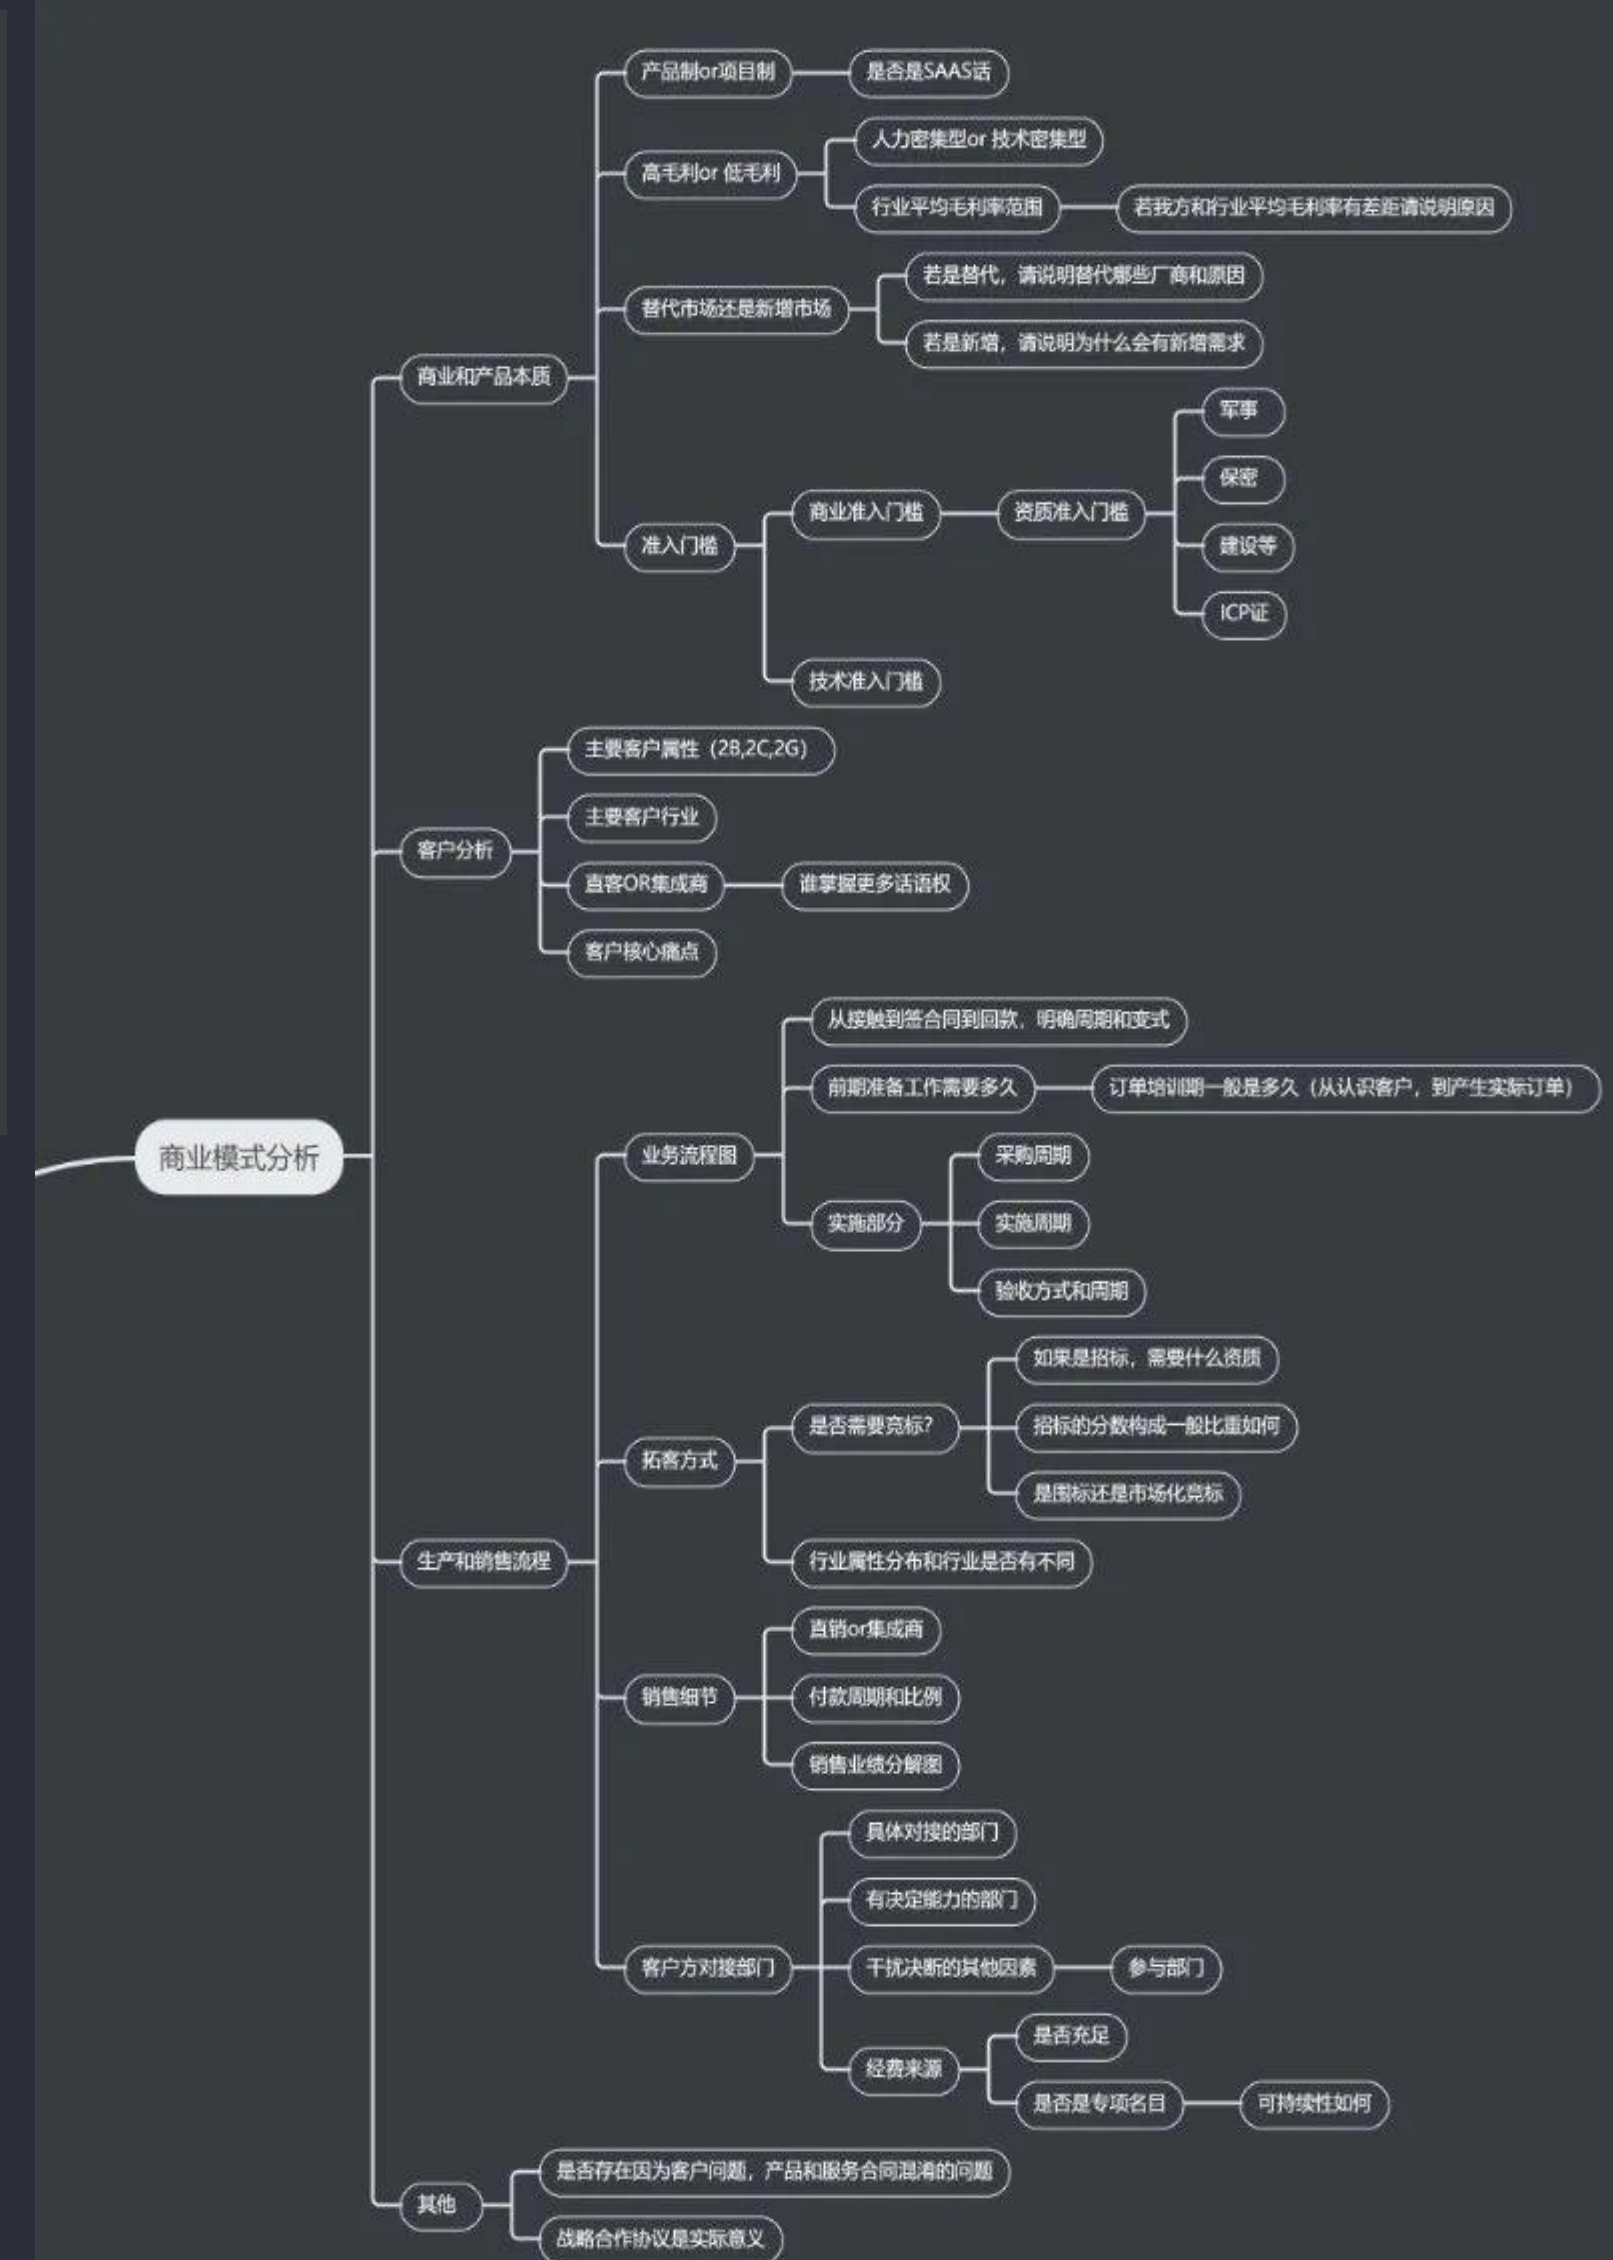 产品制or项目制
是否是SAAS话
人力密集型or 技术密集型
高毛利or 低毛利
行业平均毛利率范围
若我方和行业平均毛利率有差距请说明原因
若是替代，请说明替代哪些厂商和原因
替代市场还是新增市场
若是新增，请说明为什么会有新增需求
商业和产品本质
军事
保密
商业准入门槛
资质准入门槛
准入门槛
建设等
ICP证
技术准入门槛
主要客户属性（2B,2C,2G）
主要客户行业
客户分析
直客OR集成商
谁掌握更多话语权
客户核心痛点
从接触到签合同到回款，明确周期和变式
前期准备工作需要多久
订单培训期一般是多久（从认识客户，到产生实际订单）
商业模式分析
业务流程图
采购周期
实施部分
实施周期
验收方式和周期
如果是招标，需要什么资质
是否需要竞标？
招标的分数构成一般比重如何
拓客方式
是围标还是市场化竞标
生产和销售流程
行业属性分布和行业是否有不同
直销or集成商
销售细节
付款周期和比例
销售业绩分解图
具体对接的部门
有决定能力的部门
客户方对接部门
干扰决断的其他因素
参与部门
是否充足
经费来源
是否是专项名目
可持续性如何
是否存在因为客户问题，产品和服务合同混淆的问题
其他
战略合作协议是实际意义